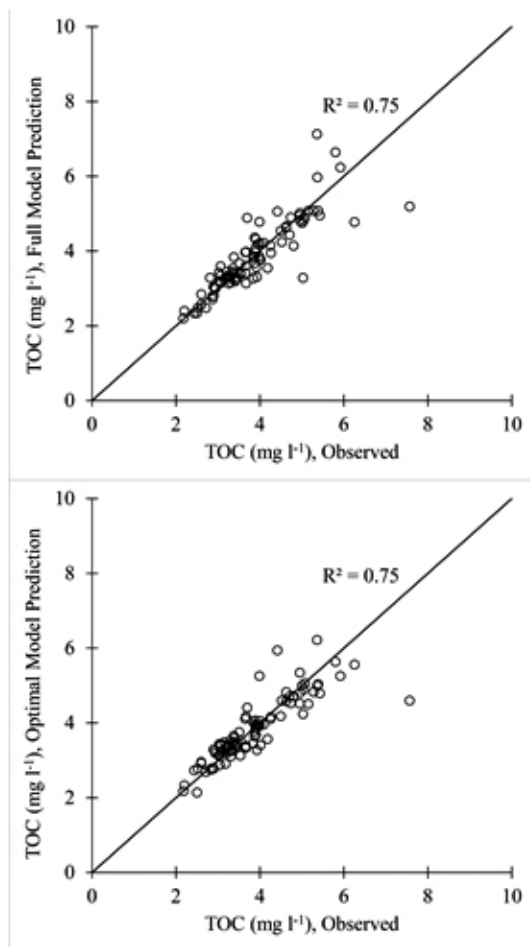 TOC (mg l⁻¹), Full Model Prediction
10
8
6
4
2
0
R² = 0.75
0 2 4 6 8 10
TOC (mg l⁻¹), Observed
TOC (mg l⁻¹), Optimal Model Prediction
10
8
6
4
2
0
R² = 0.75
0 2 4 6 8 10
TOC (mg l⁻¹), Observed